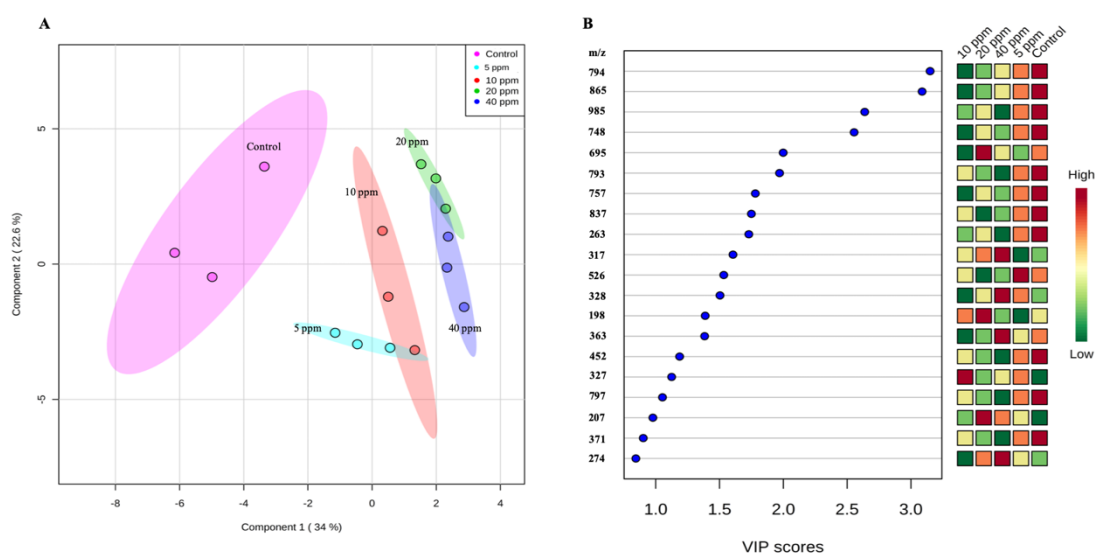 A
Control
5 ppm
10 ppm
20 ppm
40 ppm
Control
20 ppm
10 ppm
5 ppm
40 ppm
5
0
-5
-8
-6
-4
-2
0
2
4
Component 2 ( 22.6 %)
Component 1 ( 34 %)
B
m/z
794
865
985
748
695
793
757
837
263
317
526
328
198
363
452
327
797
207
371
274
1.0
1.5
2.0
2.5
3.0
VIP scores
10 ppm
20 ppm
40 ppm
5 ppm
Control
High
Low